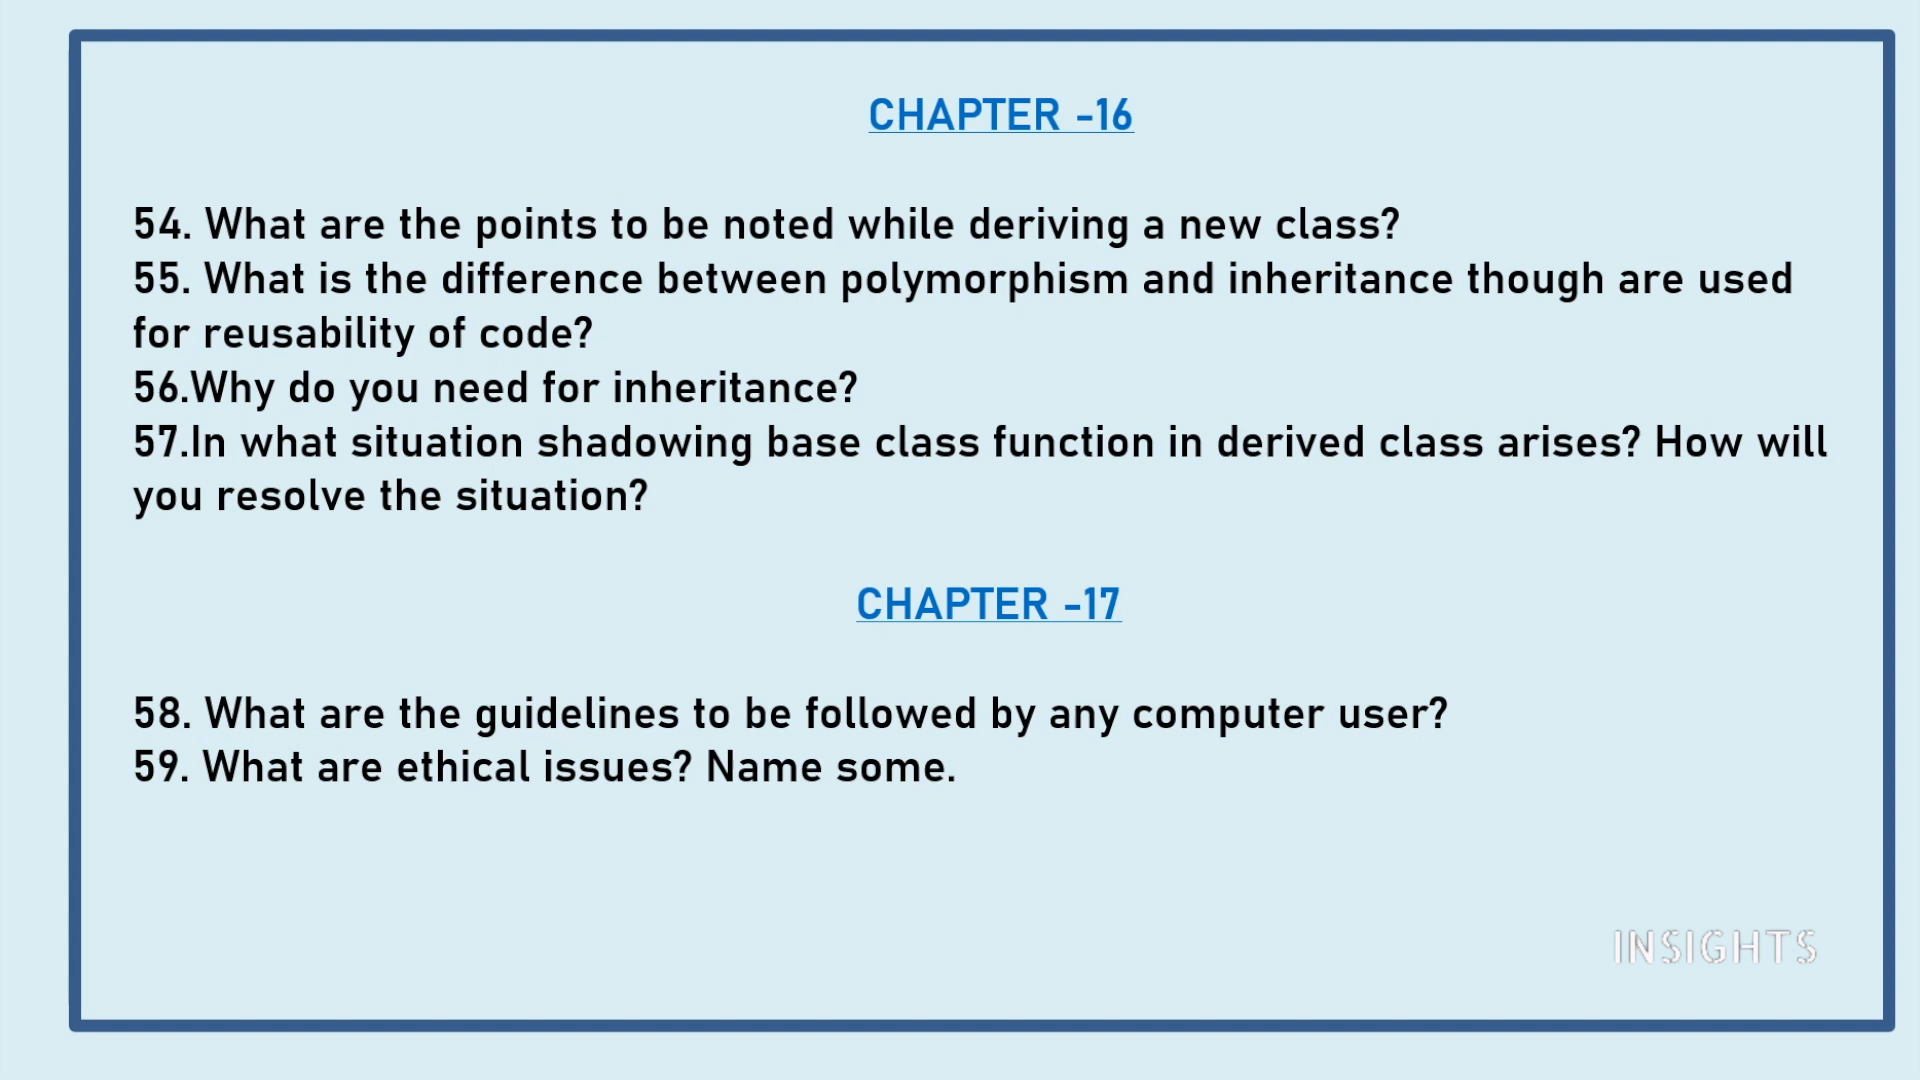 CHAPTER -16
54. What are the points to be noted while deriving a new class?
55. What is the difference between polymorphism and inheritance though are used
for reusability of code?
56.Why do you need for inheritance?
57.In what situation shadowing base class function in derived class arises? How will
you resolve the situation?
CHAPTER -17
58. What are the guidelines to be followed by any computer user?
59. What are ethical issues? Name some.
INSIGHTS